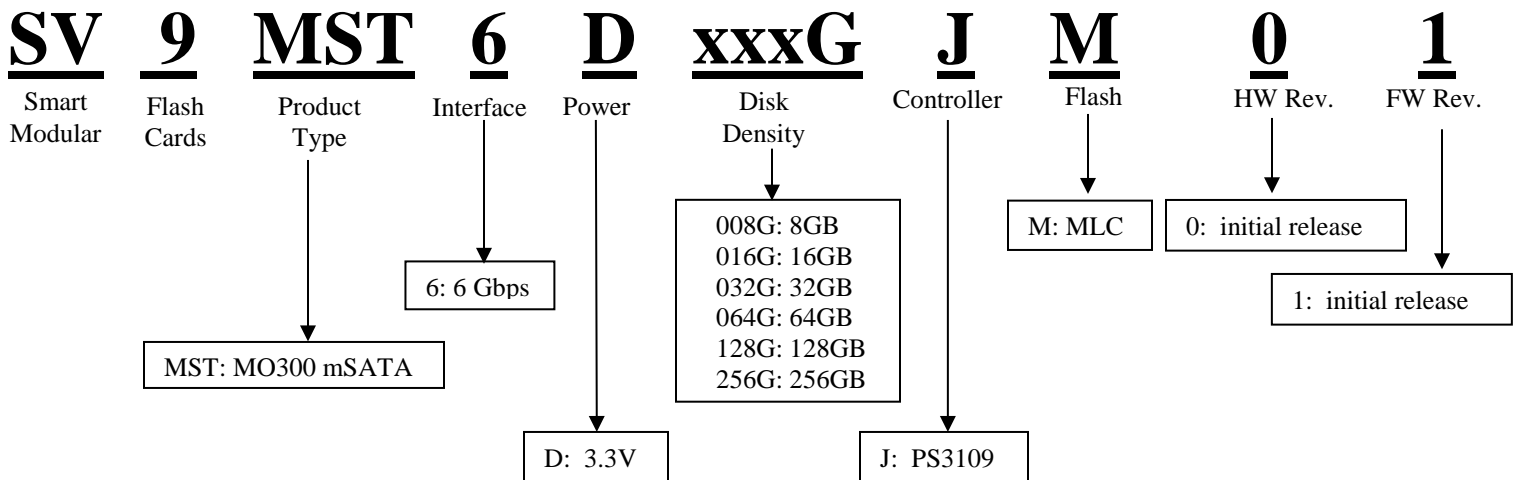 SV 9 MST 6 D xxxG J M 0 1
Smart Modular
Flash Cards
Product Type
Interface
Power
Disk Density
Controller
Flash
HW Rev.
FW Rev.
008G: 8GB
016G: 16GB
032G: 32GB
064G: 64GB
128G: 128GB
256G: 256GB
M: MLC
0: initial release
6: 6 Gbps
1: initial release
MST: MO300 mSATA
D: 3.3V
J: PS3109